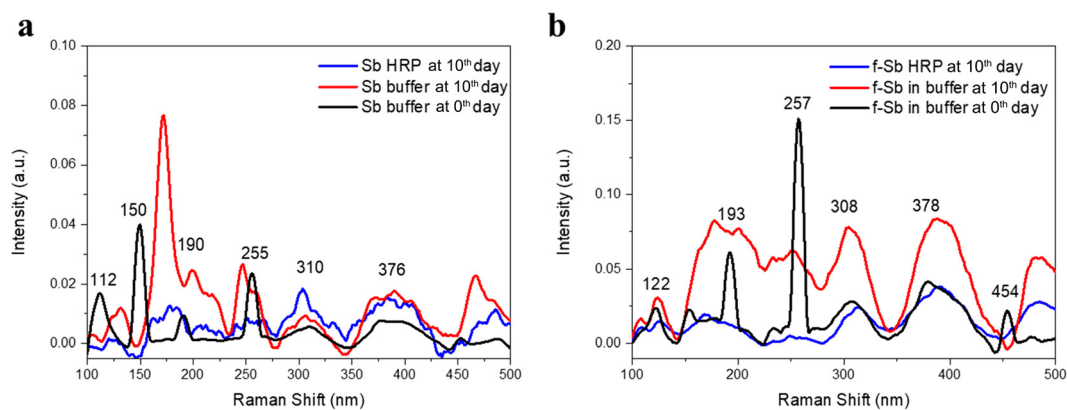 a
0.10
0.08
0.06
0.04
0.02
0.00
Intensity (a.u.)
Sb HRP at 10th day
Sb buffer at 10th day
Sb buffer at 0th day
112
150
190
255
310
376
100 150 200 250 300 350 400 450 500
Raman Shift (nm)
b
0.20
0.15
0.10
0.05
0.00
Intensity (a.u.)
f-Sb HRP at 10th day
f-Sb in buffer at 10th day
f-Sb in buffer at 0th day
122
193
257
308
378
454
100 200 300 400 500
Raman Shift (nm)